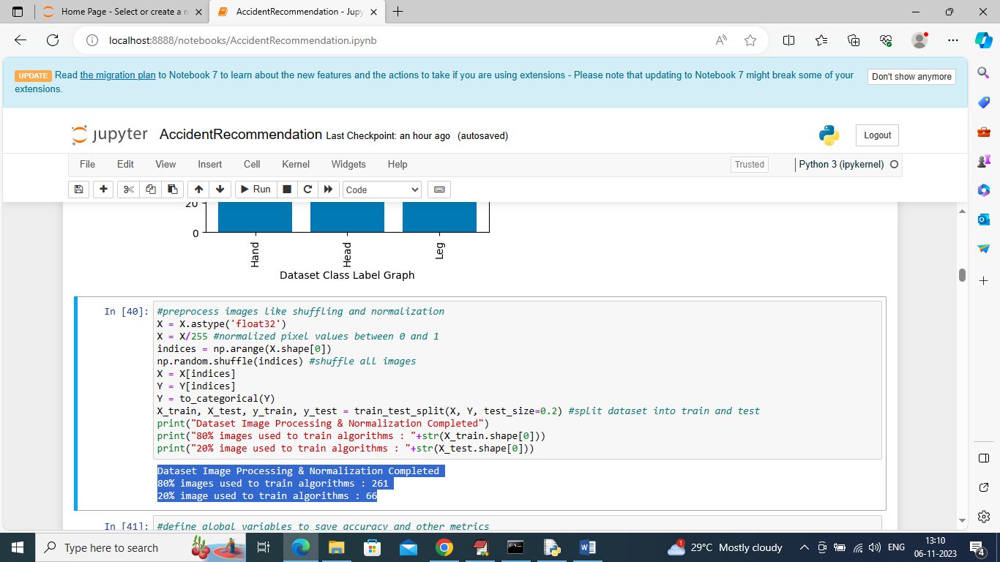 Home Page - Select or create a n
AccidentRecommendation - Jupy
localhost:8888/notebooks/AccidentRecommendation.ipynb
UPDATE Read the migration plan to Notebook 7 to learn about the new features and the actions to take if you are using extensions - Please note that updating to Notebook 7 might break some of your
extensions.
Don't show anymore
jupyter AccidentRecommendation Last Checkpoint: an hour ago (autosaved)
Logout
File Edit View Insert Cell Kernel Widgets Help
Trusted
Python 3 (ipykernel)
Run
Code
20
0
Hand
Head
Leg
Dataset Class Label Graph
In [40]:
#preprocess images like shuffling and normalization
X = X.astype('float32')
X = X/255 #normalized pixel values between 0 and 1
indices = np.arange(X.shape[0])
np.random.shuffle(indices) #shuffle all images
X = X[indices]
Y = Y[indices]
Y = to_categorical(Y)
X_train, X_test, y_train, y_test = train_test_split(X, Y, test_size=0.2) #split dataset into train and test
print("Dataset Image Processing & Normalization Completed")
print("80% images used to train algorithms : "+str(X_train.shape[0]))
print("20% image used to train algorithms : "+str(X_test.shape[0]))
Dataset Image Processing & Normalization Completed
80% images used to train algorithms : 261
20% image used to train algorithms : 66
In [41]:
#define global variables to save accuracy and other metrics
Type here to search
29°C Mostly cloudy
ENG
13:10
06-11-2023
4